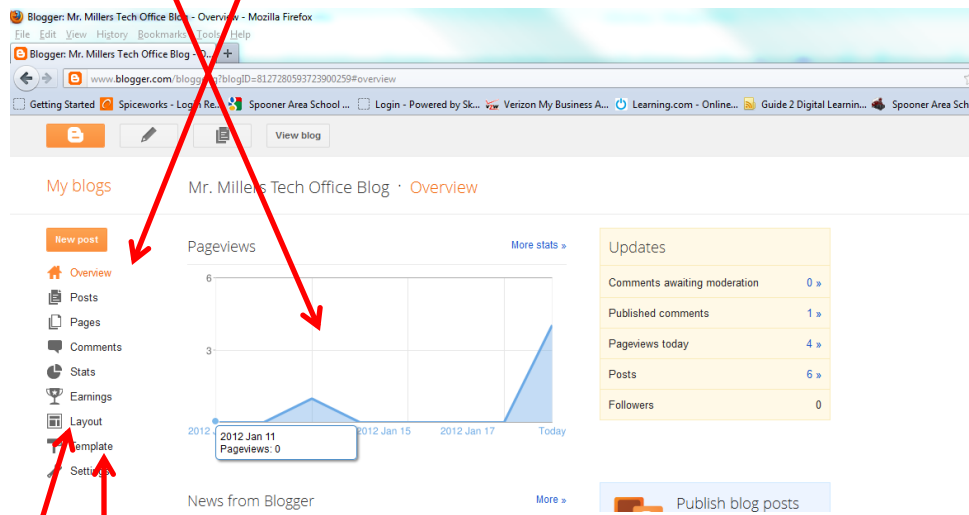 Blogger: Mr. Millers Tech Office Blog - Overview - Mozilla Firefox
File Edit View History Bookmarks Tools Help
Blogger: Mr. Millers Tech Office Blog - O... +
www.blogger.com/
?blogID=8127280593723900259#overview
Getting Started Spiceworks - Login Re... Spooner Area School ... Login - Powered by Sk... Verizon My Business A... Learning.com - Online... Guide 2 Digital Learnin... Spooner Area Sch
View blog
My blogs
Mr. Millers Tech Office Blog · Overview
New post
Overview
Posts
Pages
Comments
Stats
Earnings
Layout
Template
Settings
Pageviews
More stats »
6
3
2012
2012 Jan 15
2012 Jan 17
Today
2012 Jan 11
Pageviews: 0
Updates
Comments awaiting moderation 0 »
Published comments 1 »
Pageviews today 4 »
Posts 6 »
Followers 0
News from Blogger
More »
Publish blog posts